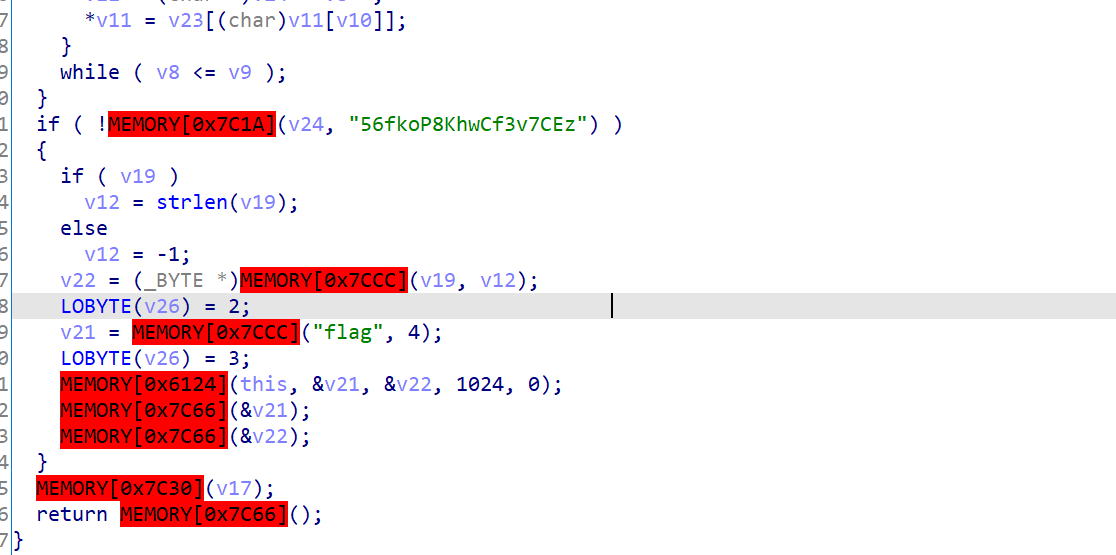 7 *v11 = v23[(char)v11[v10]];
8 }
9 while ( v8 <= v9 );
0 }
1 if ( !MEMORY[0x7C1A](v24, "56fkoP8KhwCf3v7CEz") )
2 {
3 if ( v19 )
4 v12 = strlen(v19);
5 else
6 v12 = -1;
7 v22 = (_BYTE *)MEMORY[0x7CCC](v19, v12);
8 LOBYTE(v26) = 2;
9 v21 = MEMORY[0x7CCC]("flag", 4);
0 LOBYTE(v26) = 3;
1 MEMORY[0x6124](this, &v21, &v22, 1024, 0);
2 MEMORY[0x7C66](&v21);
3 MEMORY[0x7C66](&v22);
4 }
5 MEMORY[0x7C30](v17);
6 return MEMORY[0x7C66]();
7 }